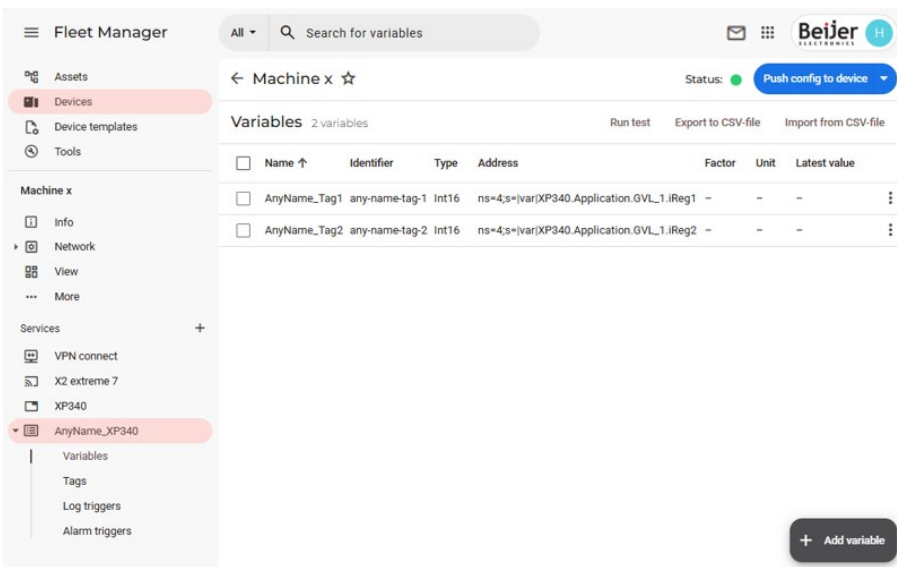 Fleet Manager
All
Search for variables
Beijer
ELECTRONICS
H
Assets
Devices
Device templates
Tools
Machine x
Info
Network
View
More
Services +
VPN connect
X2 extreme 7
XP340
AnyName_XP340
Variables
Tags
Log triggers
Alarm triggers
← Machine x
Status:
Push config to device
Variables 2 variables
Run test Export to CSV-file Import from CSV-file
Name ↑ Identifier Type Address Factor Unit Latest value
AnyName_Tag1 any-name-tag-1 Int16 ns=4;s=|var|XP340.Application.GVL_1.iReg1 – – –
AnyName_Tag2 any-name-tag-2 Int16 ns=4;s=|var|XP340.Application.GVL_1.iReg2 – – –
+ Add variable